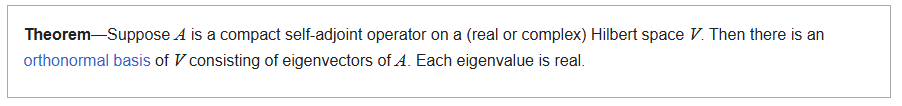 Theorem—Suppose A is a compact self-adjoint operator on a (real or complex) Hilbert space V. Then there is an
orthonormal basis of V consisting of eigenvectors of A. Each eigenvalue is real.